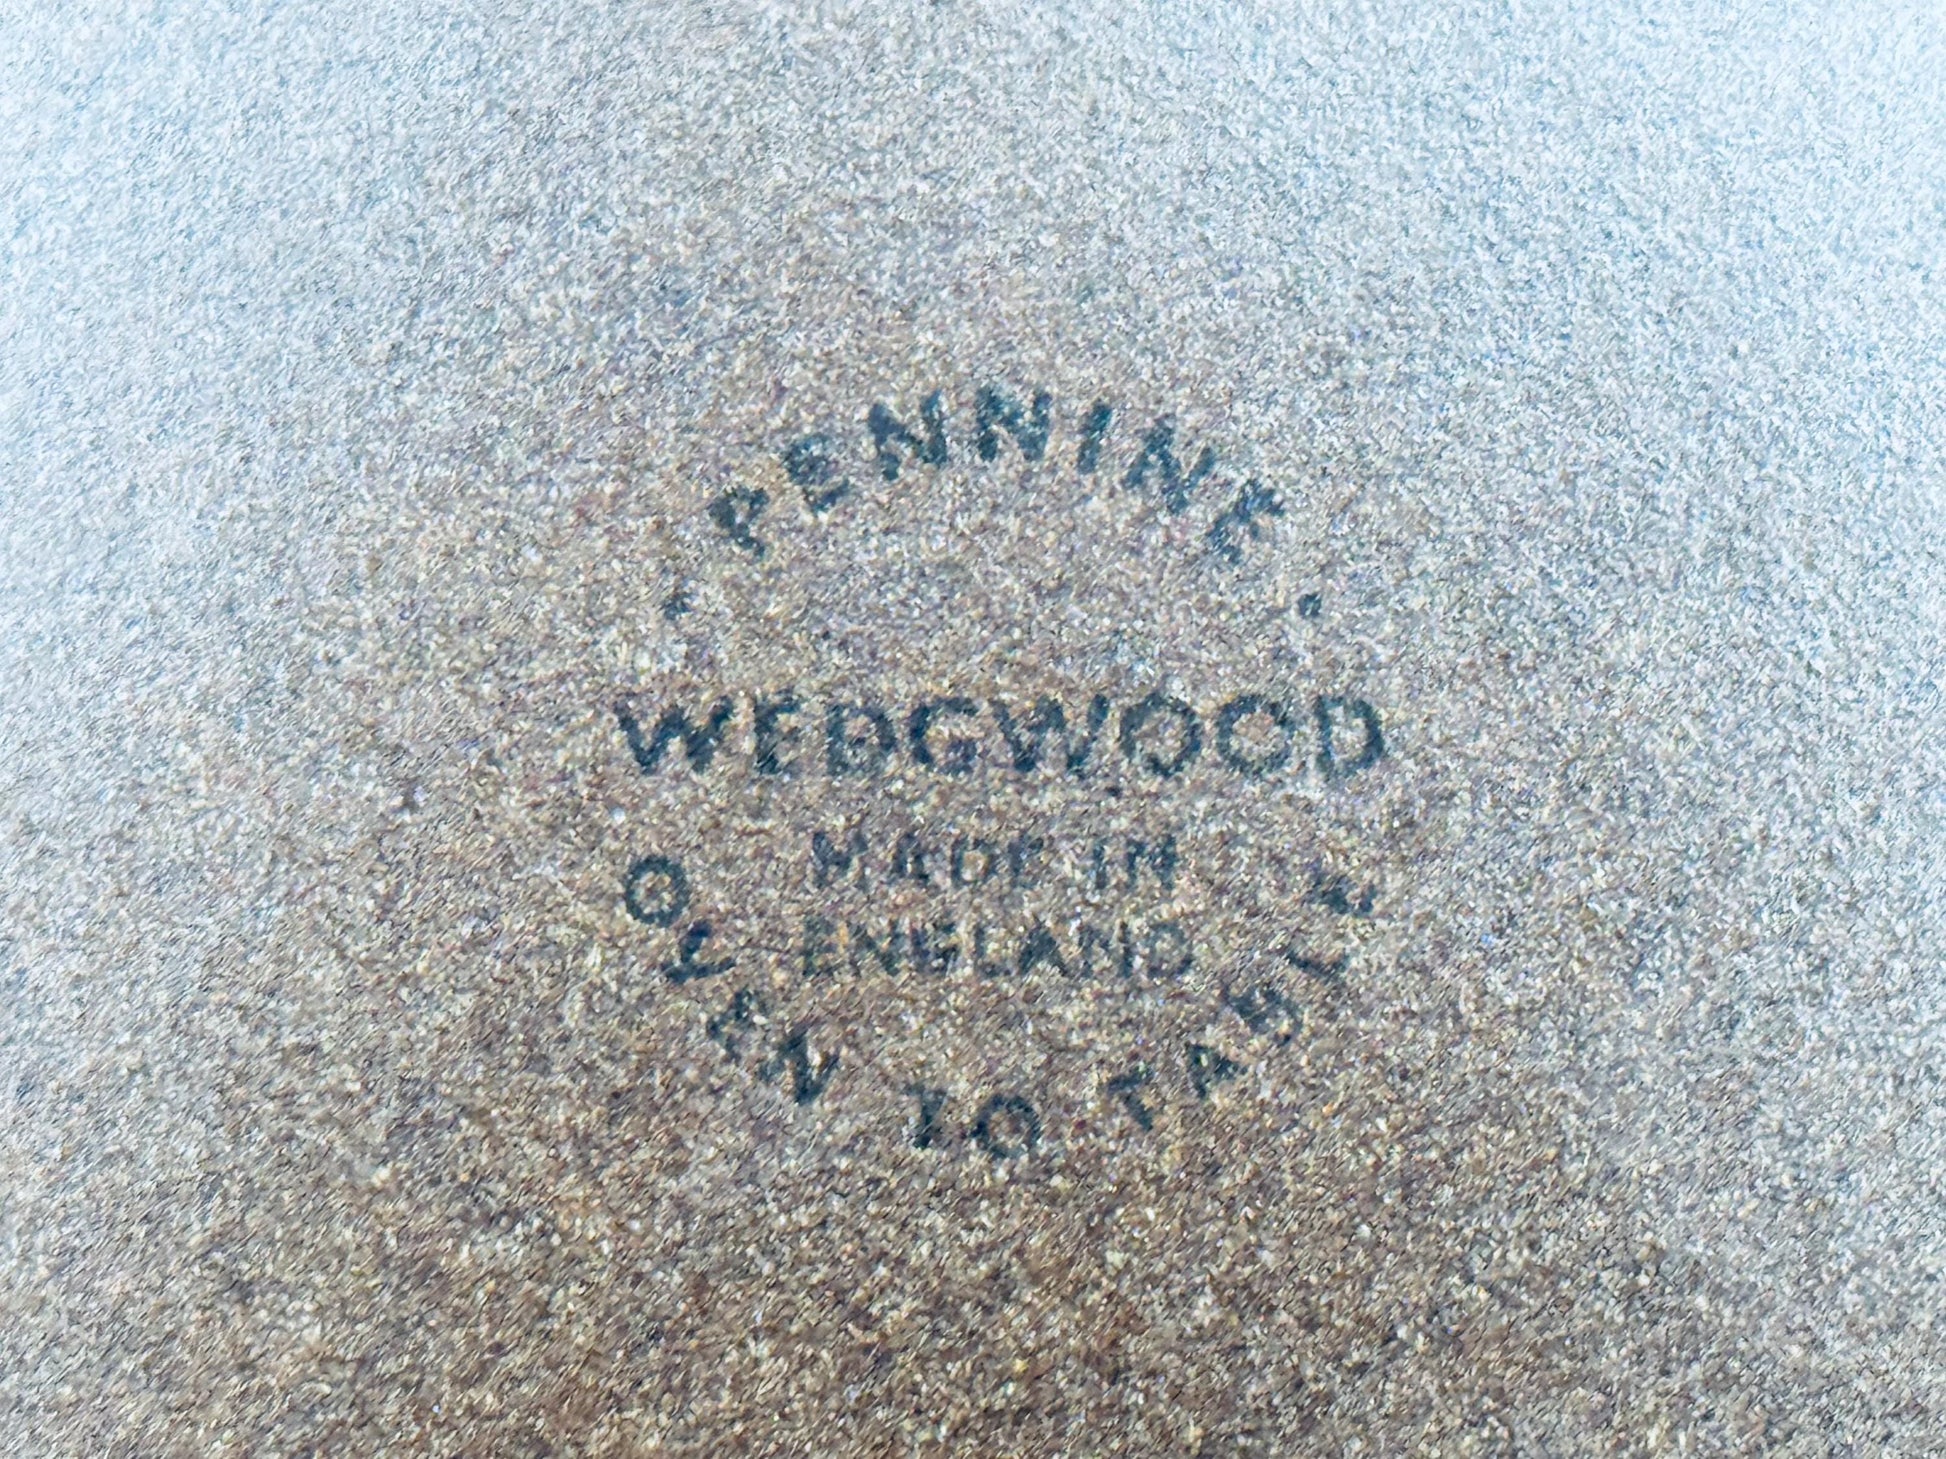 • PENNINE •
WEDGWOOD
MADE IN
ENGLAND
OVEN TO TABLE